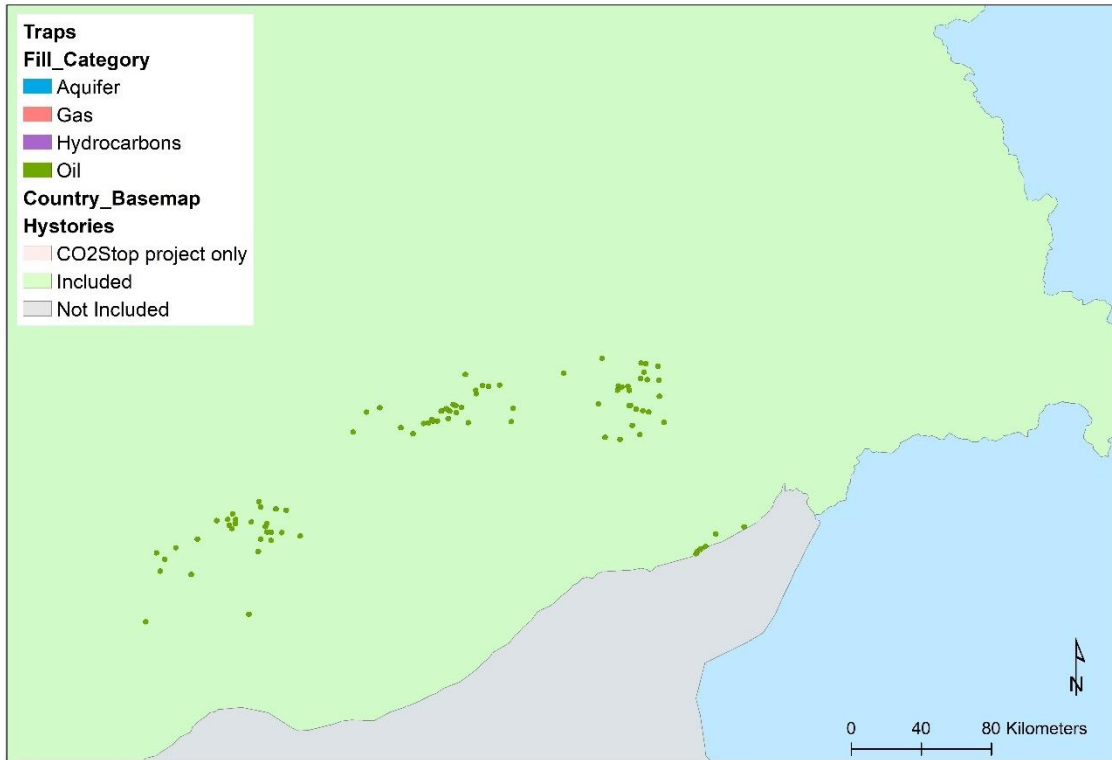 Traps
Fill_Category
Aquifer
Gas
Hydrocarbons
Oil
Country_Basemap
Hystories
CO2Stop project only
Included
Not Included
N
0 40 80 Kilometers